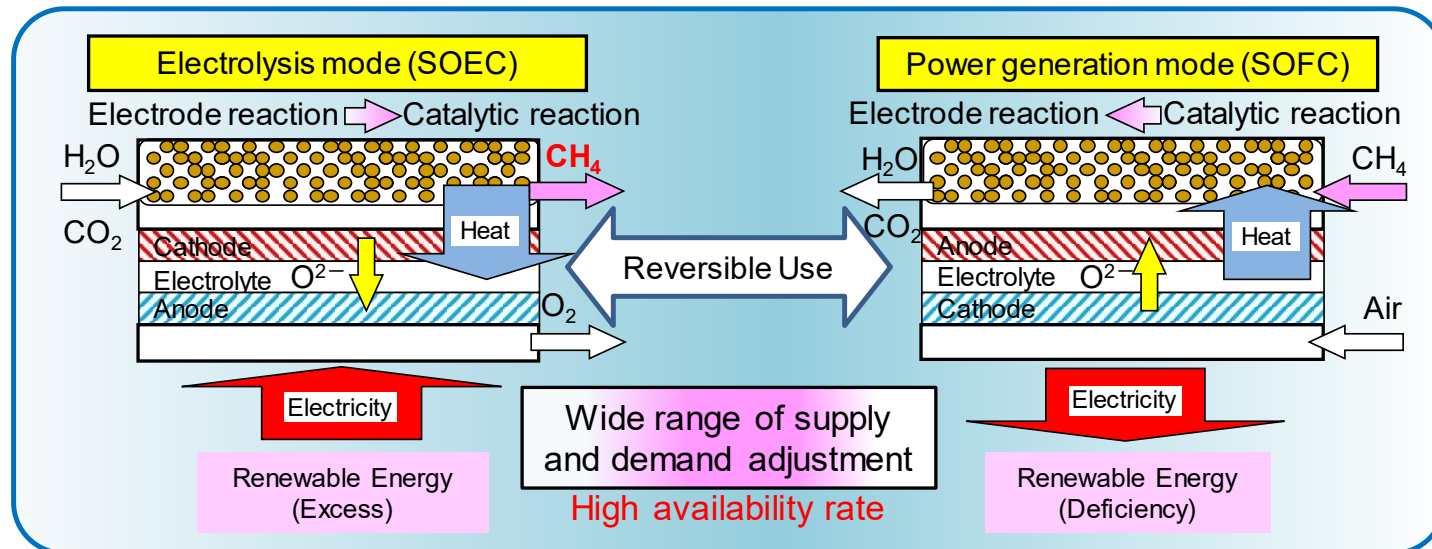 Electrolysis mode (SOEC)
Electrode reaction Catalytic reaction
H₂O
CH₄
CO₂
Heat
Cathode
Electrolyte
O²⁻
Anode
O₂
Electricity
Renewable Energy
(Excess)
Reversible Use
Wide range of supply
and demand adjustment
High availability rate
Power generation mode (SOFC)
Electrode reaction Catalytic reaction
H₂O
CH₄
CO₂
Heat
Anode
Electrolyte
O²⁻
Cathode
Air
Electricity
Renewable Energy
(Deficiency)